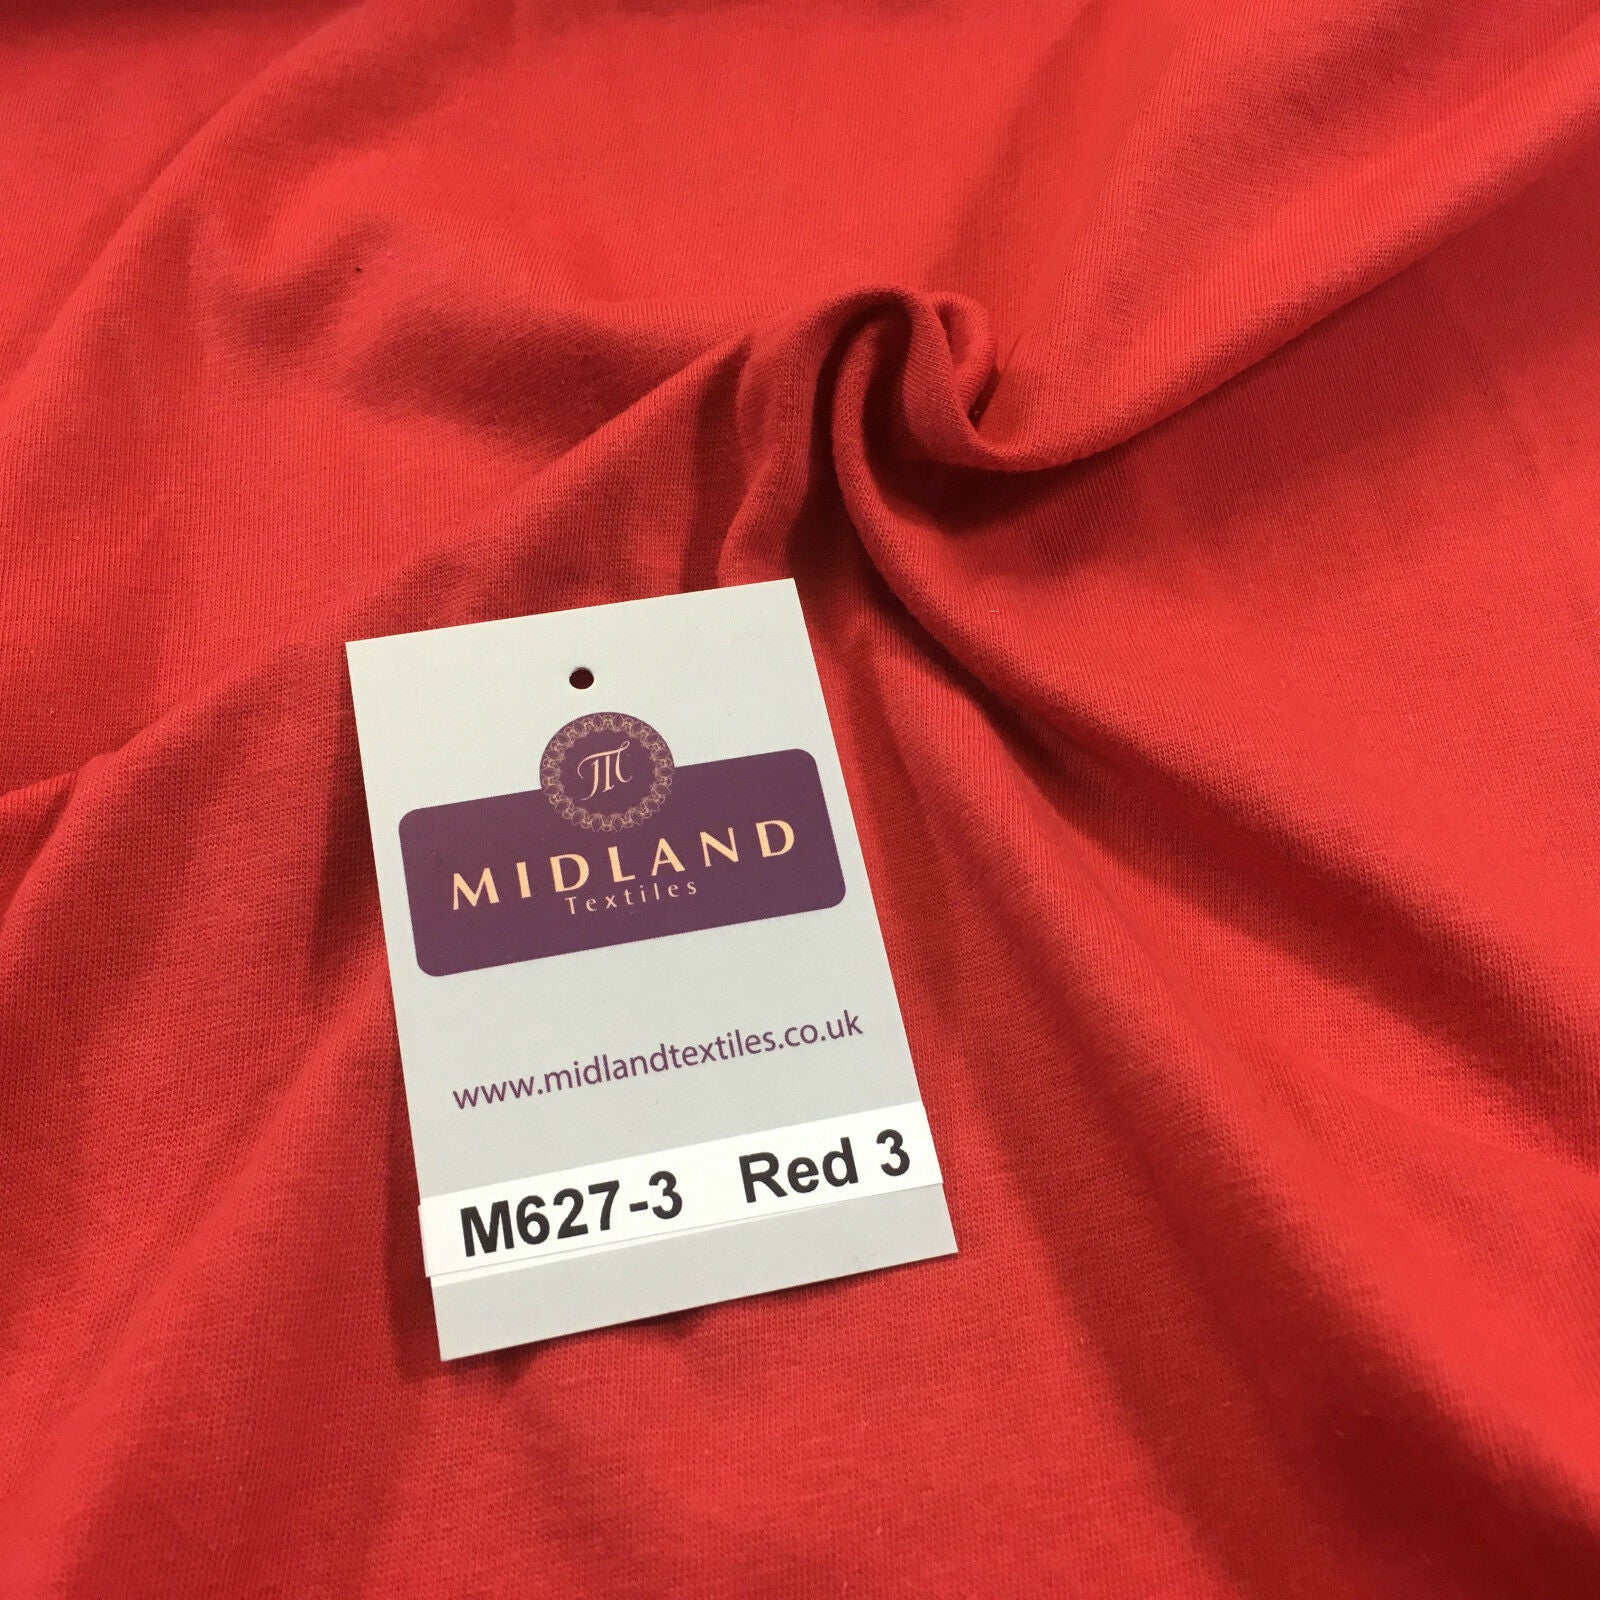 M
MIDLAND
Textiles
www.midlandtextiles.co.uk
M627-3 Red 3